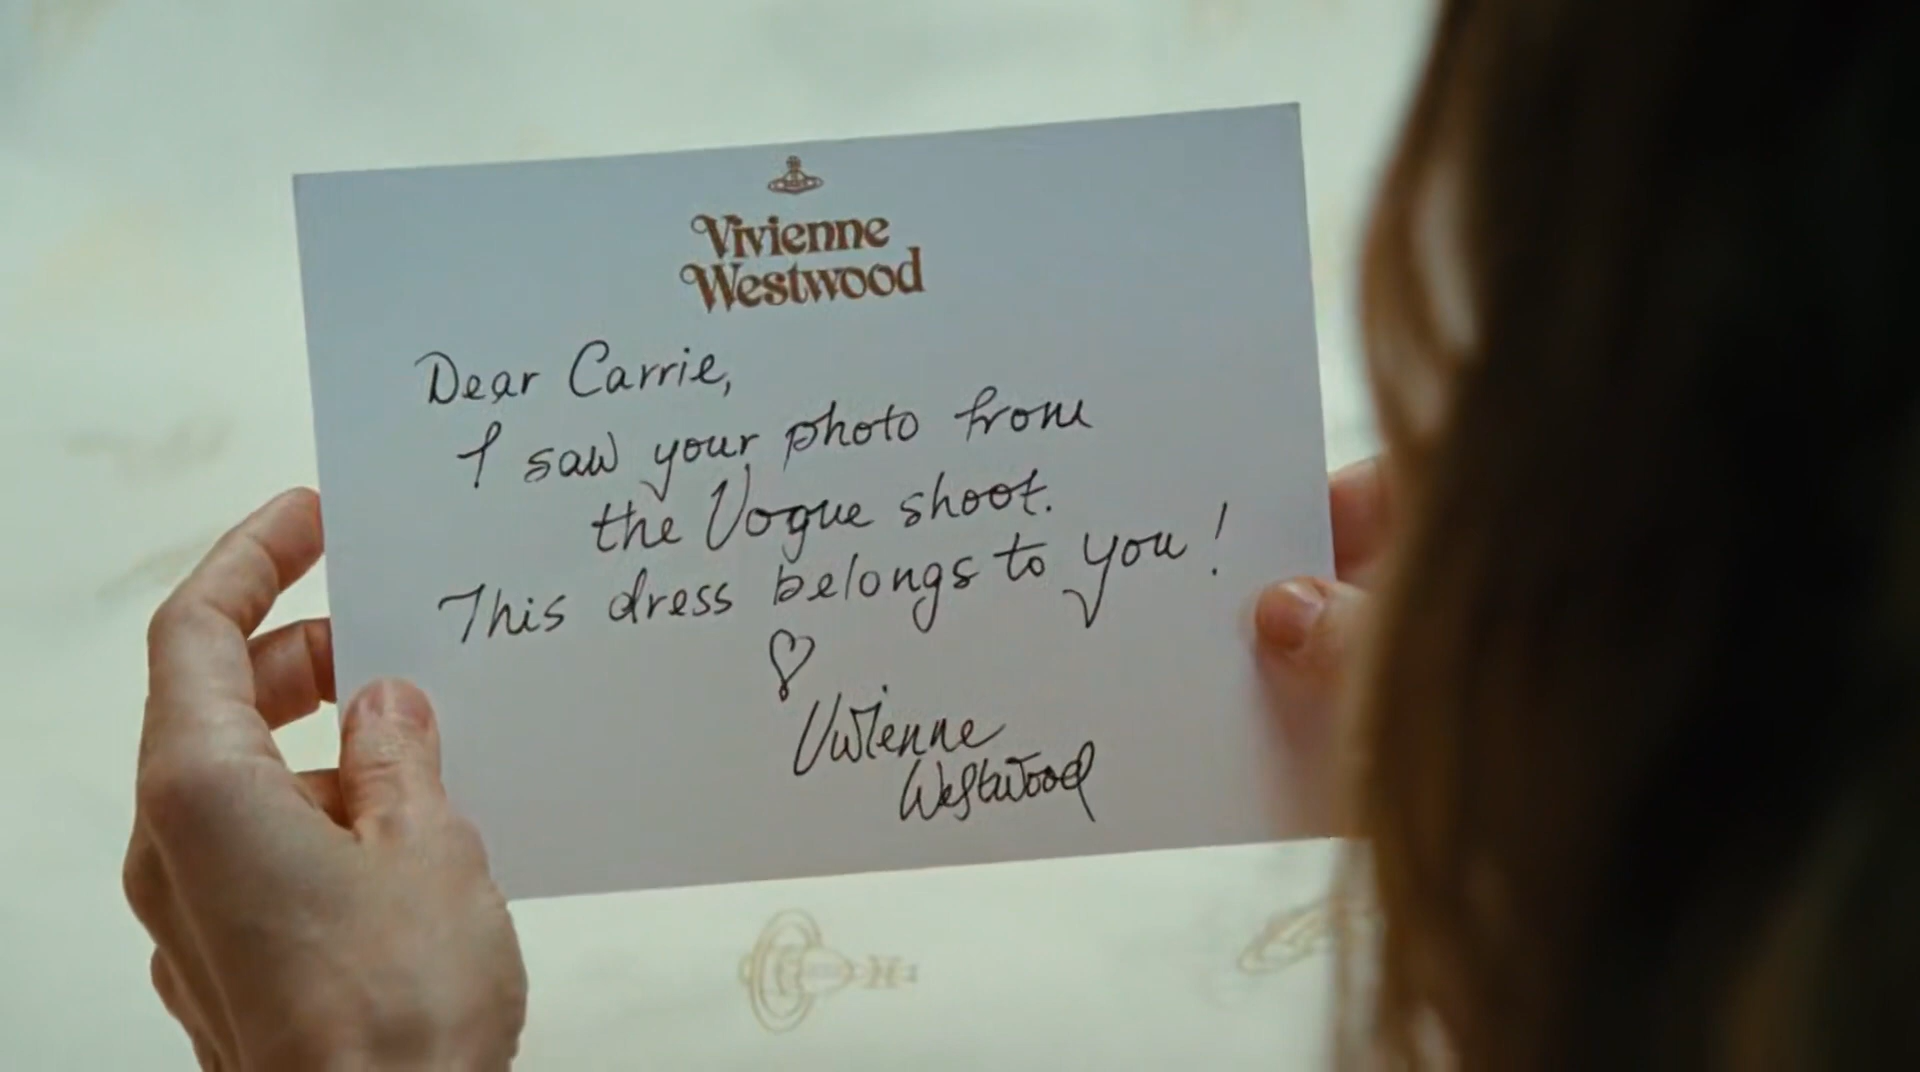 Vivienne
Westwood
Dear Carrie,
I saw your photo from
the Vogue shoot.
This dress belongs to you!
Vivienne
Westwood